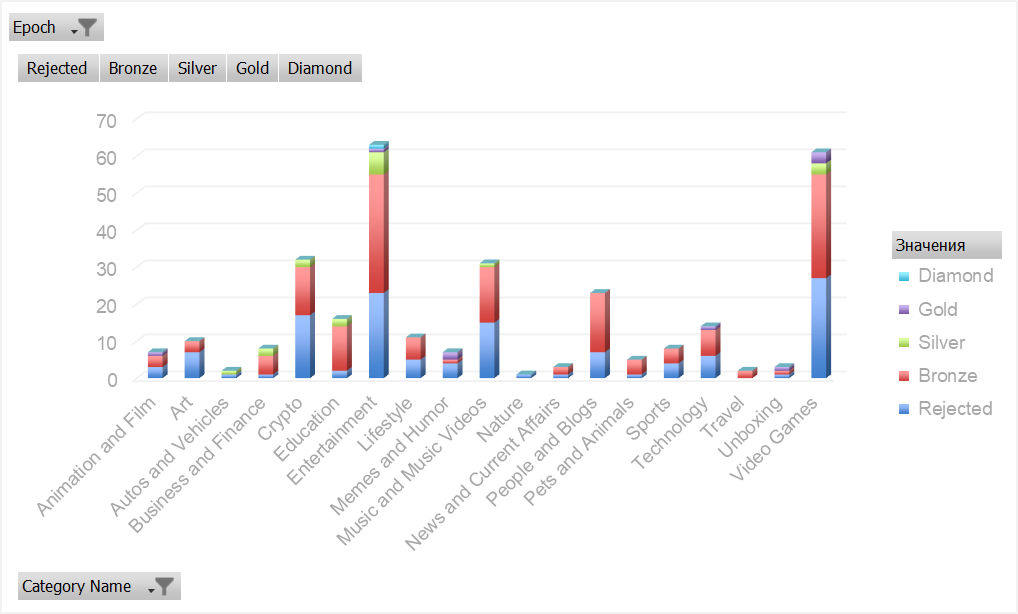 Epoch
Rejected Bronze Silver Gold Diamond
70
60
50
40
30
20
10
0
Animation and Film
Art
Autos and Vehicles
Business and Finance
Crypto
Education
Entertainment
Lifestyle
Memes and Humor
Music and Music Videos
Nature
News and Current Affairs
People and Blogs
Pets and Animals
Sports
Technology
Travel
Unboxing
Video Games
Значения
Diamond
Gold
Silver
Bronze
Rejected
Category Name